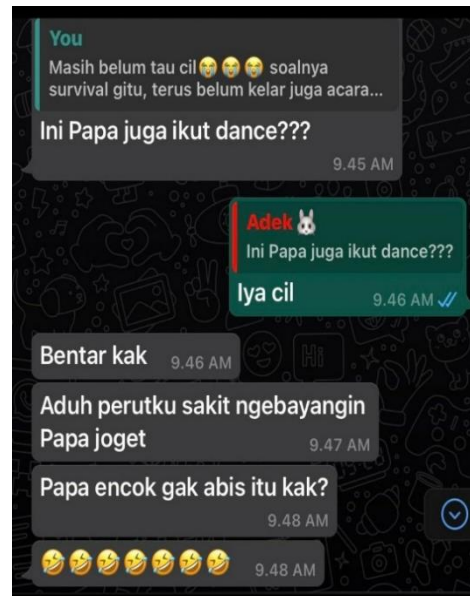 You
Masih belum tau cil😭😭😭 soalnya
survival gitu, terus belum kelar juga acara...
Ini Papa juga ikut dance???
9.45 AM
Adek🐰
Ini Papa juga ikut dance???
Iya cil 9.46 AM
Bentar kak 9.46 AM
Aduh perutku sakit ngebayangin
Papa joget 9.47 AM
Papa encok gak abis itu kak?
9.48 AM
🤣🤣🤣🤣🤣🤣🤣 9.48 AM